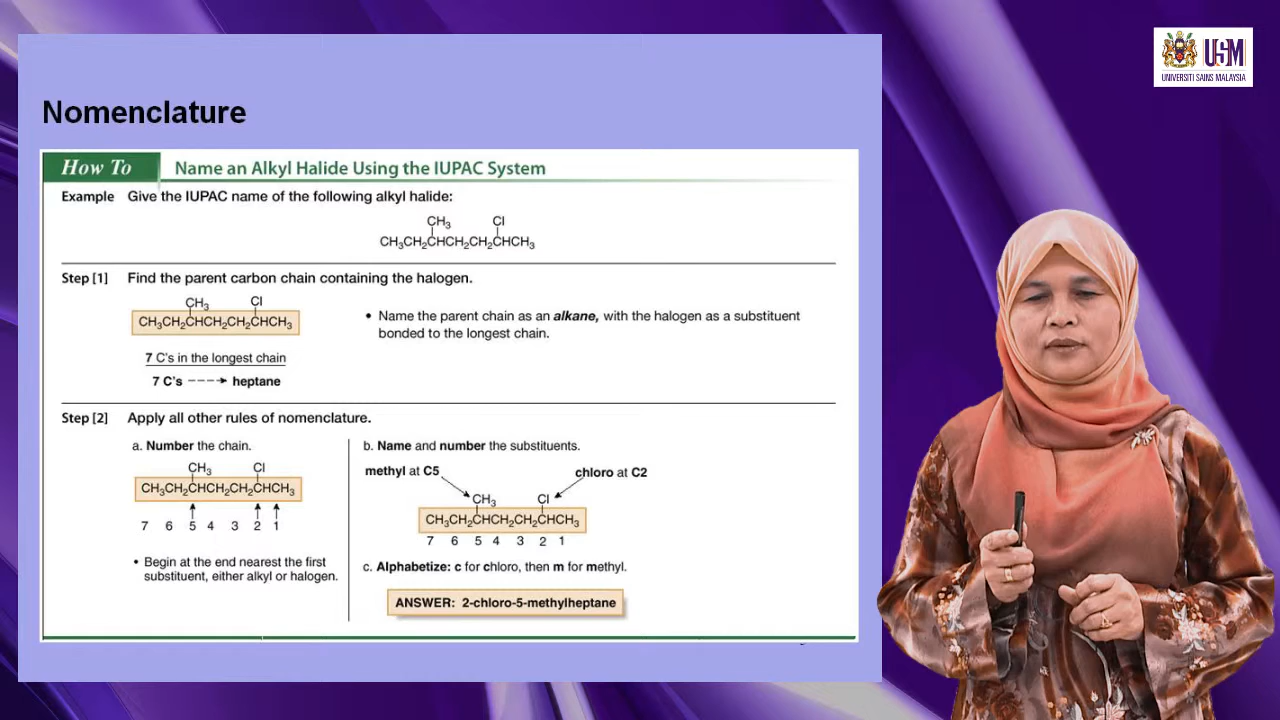 USM
UNIVERSITI SAINS MALAYSIA
Nomenclature
How To Name an Alkyl Halide Using the IUPAC System
Example Give the IUPAC name of the following alkyl halide:
CH₃ Cl
CH₃CH₂CHCH₂CH₂CHCH₃
Step [1] Find the parent carbon chain containing the halogen.
CH₃ Cl
CH₃CH₂CHCH₂CH₂CHCH₃
7 C's in the longest chain
7 C's heptane
• Name the parent chain as an alkane, with the halogen as a substituent
bonded to the longest chain.
Step [2] Apply all other rules of nomenclature.
a. Number the chain.
CH₃ Cl
CH₃CH₂CHCH₂CH₂CHCH₃
7 6 5 4 3 2 1
• Begin at the end nearest the first
substituent, either alkyl or halogen.
b. Name and number the substituents.
methyl at C5 chloro at C2
CH₃ Cl
CH₃CH₂CHCH₂CH₂CHCH₃
7 6 5 4 3 2 1
c. Alphabetize: c for chloro, then m for methyl.
ANSWER: 2-chloro-5-methylheptane